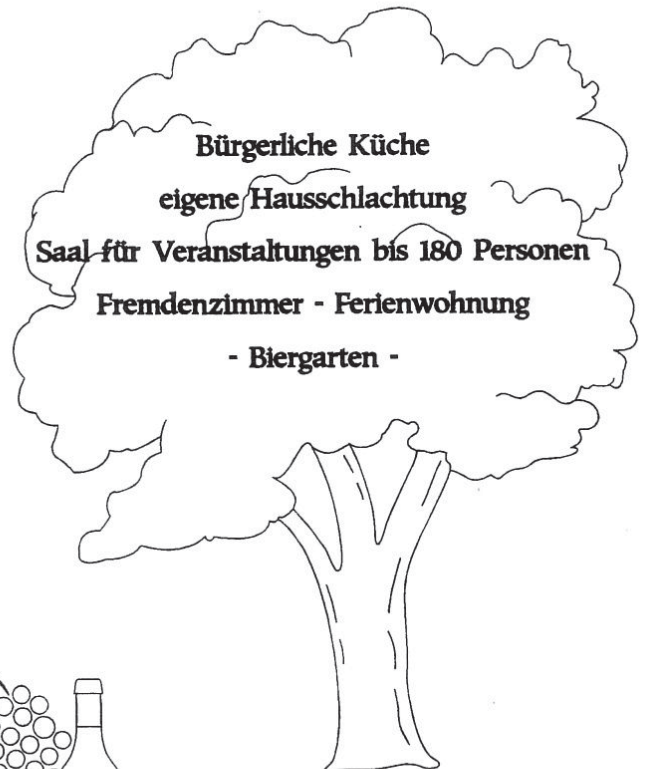 Bürgerliche Küche
eigene Hausschlachtung
Saal für Veranstaltungen bis 180 Personen
Fremdenzimmer - Ferienwohnung
- Biergarten -